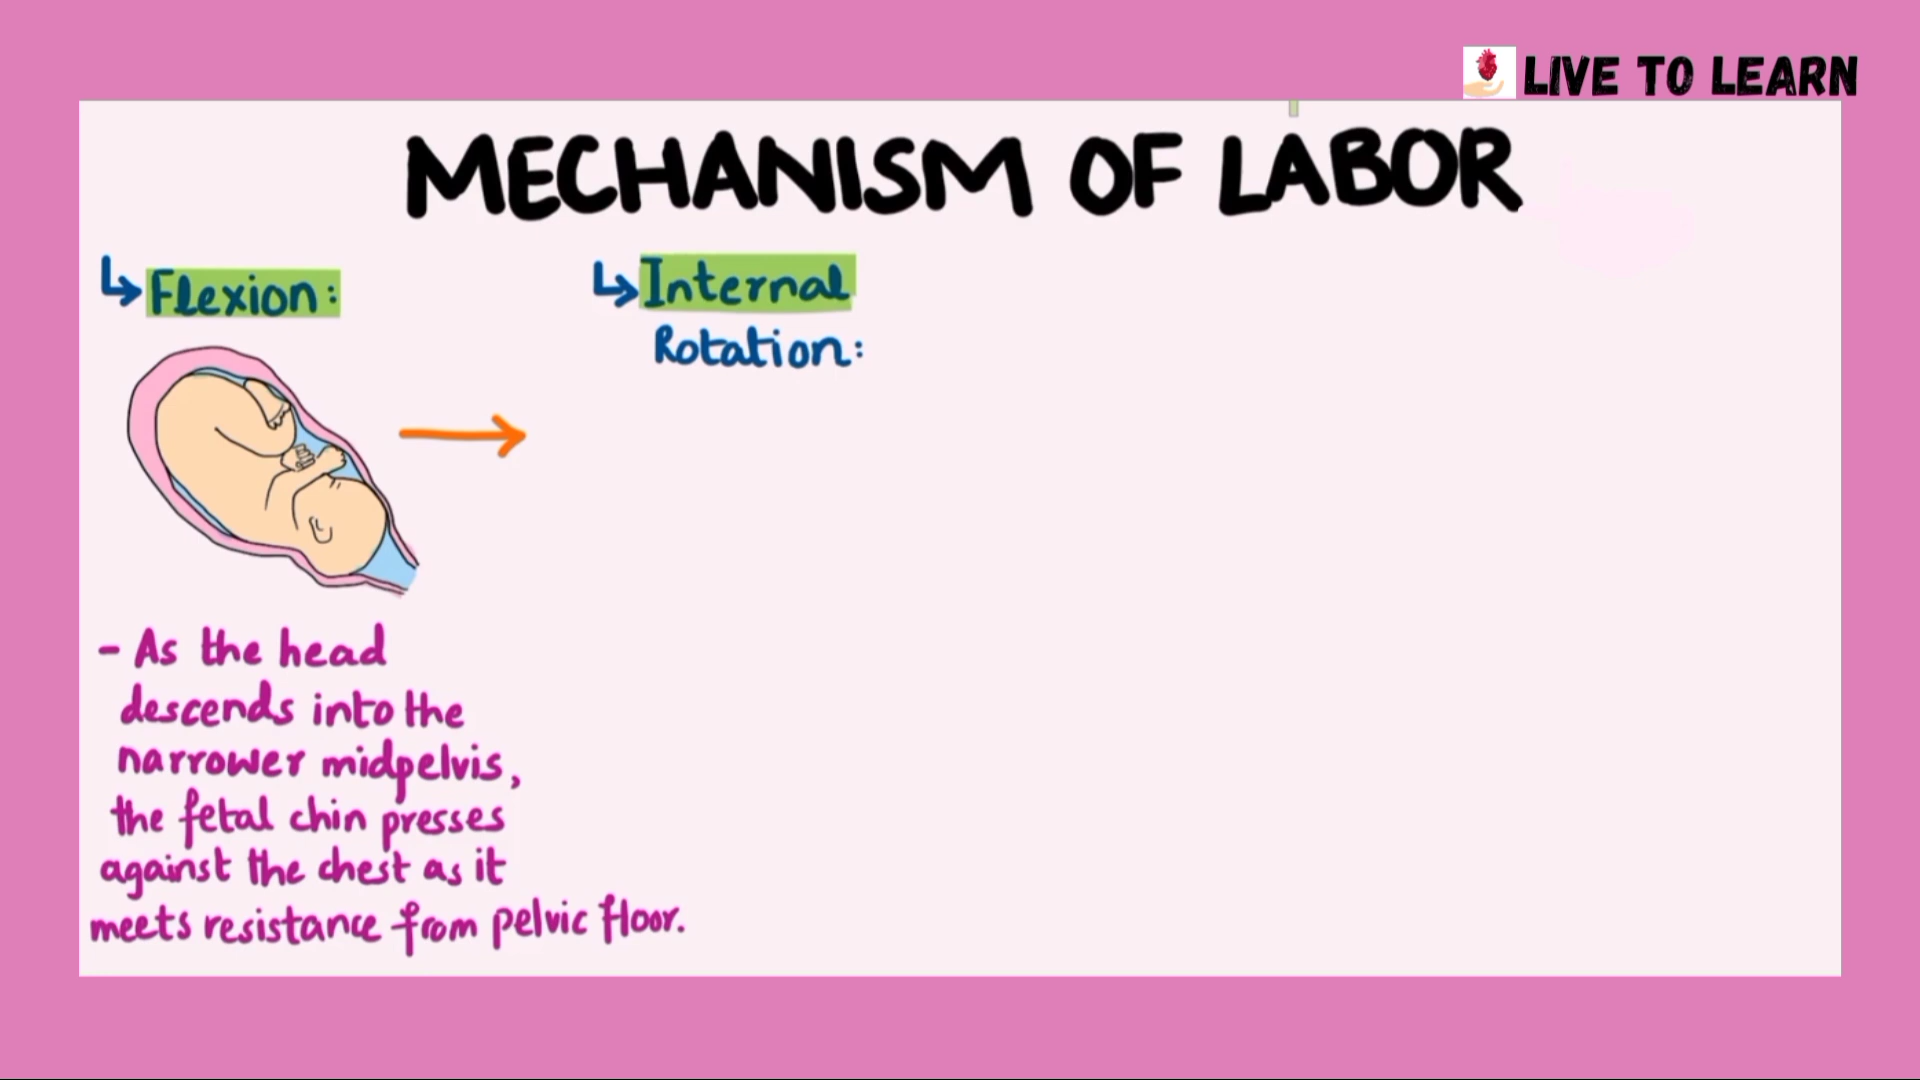 LIVE TO LEARN
MECHANISM OF LABOR
Flexion:
- As the head
descends into the
narrower midpelvis,
the fetal chin presses
against the chest as it
meets resistance from pelvic floor.
Internal
Rotation: